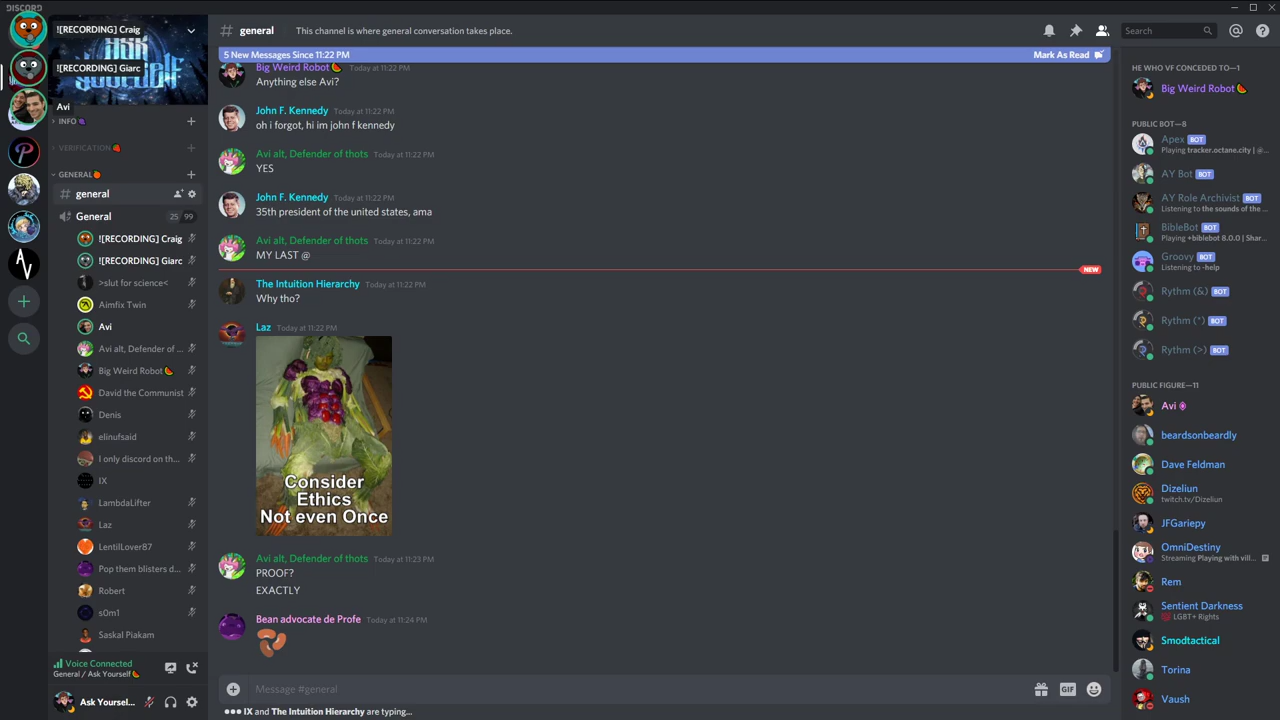 DISCORD
![RECORDING] Craig
![RECORDING] Giarc
ASK
YOURSELF
Avi
INFO
VERIFICATION
GENERAL
general
General
25 99
![RECORDING] Craig
![RECORDING] Giarc
>slut for science<
Aimfix Twin
Avi
Avi alt, Defender of ...
Big Weird Robot
David the Communist
Denis
elinufsaid
I only discord on th...
IX
LambdaLifter
Laz
LentilLover87
Pop them blisters d...
Robert
s0m1
Saskal Piakam
Voice Connected
General / Ask Yourself
Ask Yoursel...
# general This channel is where general conversation takes place.
Search
5 New Messages Since 11:22 PM
Mark As Read
Big Weird Robot Today at 11:22 PM
Anything else Avi?
John F. Kennedy Today at 11:22 PM
oh i forgot, hi im john f kennedy
Avi alt, Defender of thots Today at 11:22 PM
YES
John F. Kennedy Today at 11:22 PM
35th president of the united states, ama
Avi alt, Defender of thots Today at 11:22 PM
MY LAST @
NEW
The Intuition Hierarchy Today at 11:22 PM
Why tho?
Laz Today at 11:22 PM
Consider
Ethics
Not even Once
Avi alt, Defender of thots Today at 11:23 PM
PROOF?
EXACTLY
Bean advocate de Profe Today at 11:24 PM
Message #general
GIF
IX and The Intuition Hierarchy are typing...
HE WHO VF CONCEDED TO—1
Big Weird Robot
PUBLIC BOT—8
Apex BOT
Playing tracker.octane.city | @...
AY Bot BOT
AY Role Archivist BOT
Listening to the sounds of the ...
BibleBot BOT
Playing +biblebot 8.0.0 | Shar...
Groovy BOT
Listening to -help
Rythm (&) BOT
Rythm (*) BOT
Rythm (>) BOT
PUBLIC FIGURE—11
Avi
beardsonbeardly
Dave Feldman
Dizeliun
twitch.tv/Dizeliun
JFGariepy
OmniDestiny
Streaming Playing with vill...
Rem
Sentient Darkness
LGBT+ Rights
Smodtactical
Torina
Vaush